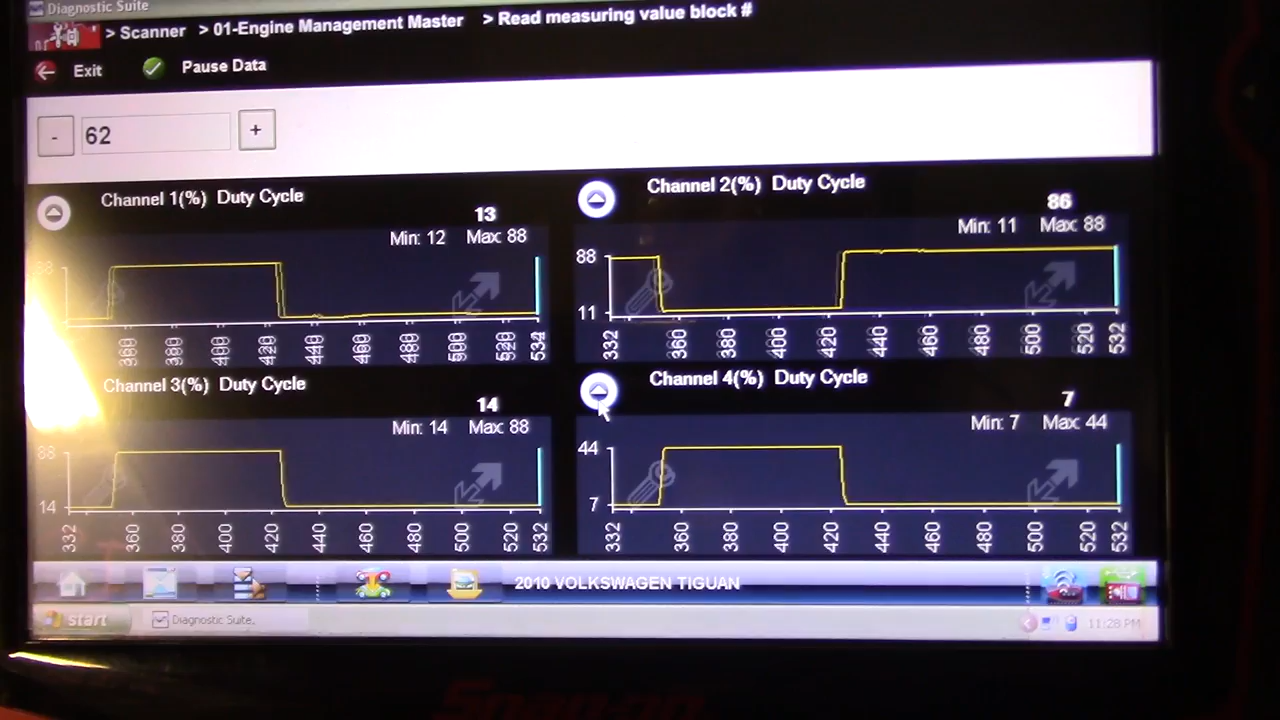 Diagnostic Suite
> Scanner > 01-Engine Management Master > Read measuring value block #
Exit Pause Data
- 62 +
Channel 1(%) Duty Cycle
13
Min: 12 Max: 88
88
360 380 400 420 440 460 480 500 520 532
Channel 2(%) Duty Cycle
86
Min: 11 Max: 88
88
11
332 360 380 400 420 440 460 480 500 520 532
Channel 3(%) Duty Cycle
14
Min: 14 Max: 88
88
14
332 360 380 400 420 440 460 480 500 520 532
Channel 4(%) Duty Cycle
7
Min: 7 Max: 44
44
7
332 360 380 400 420 440 460 480 500 520 532
2010 VOLKSWAGEN TIGUAN
start Diagnostic Suite. 11:28 PM
Snap-on